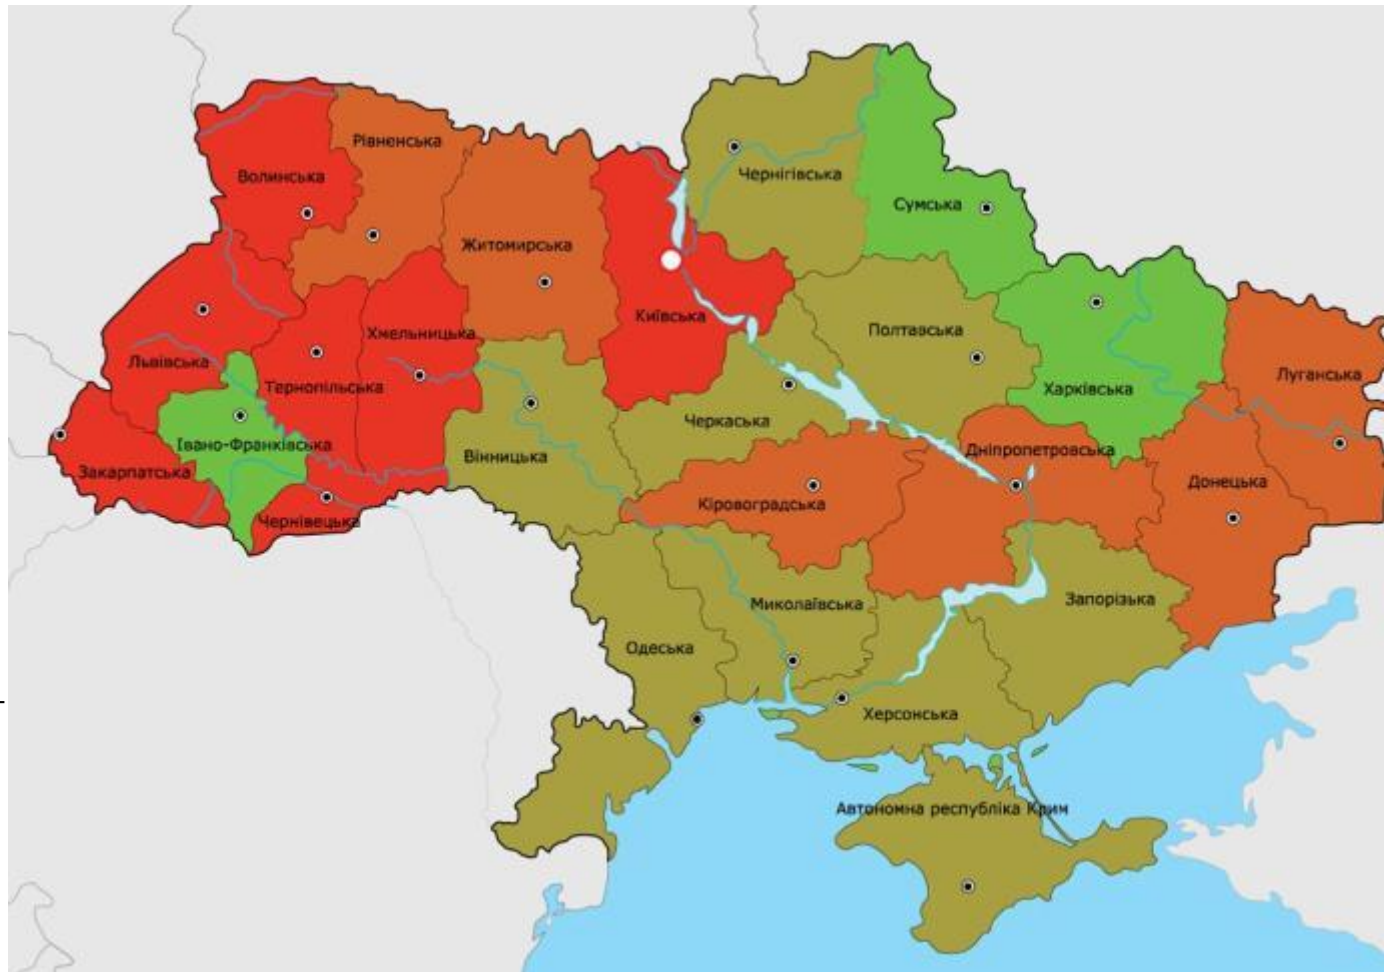 Рівненська
Чернігівська
Волинська
Сумська
Житомирська
Київська
Хмельницька
Полтавська
Львівська
Тернопільська
Луганська
Харківська
Черкаська
Івано-Франківська
Дніпропетровська
Вінницька
Закарпатська
Донецька
Кіровоградська
Чернівецька
Запорізька
Миколаївська
Одеська
Херсонська
Автономна республіка Крим